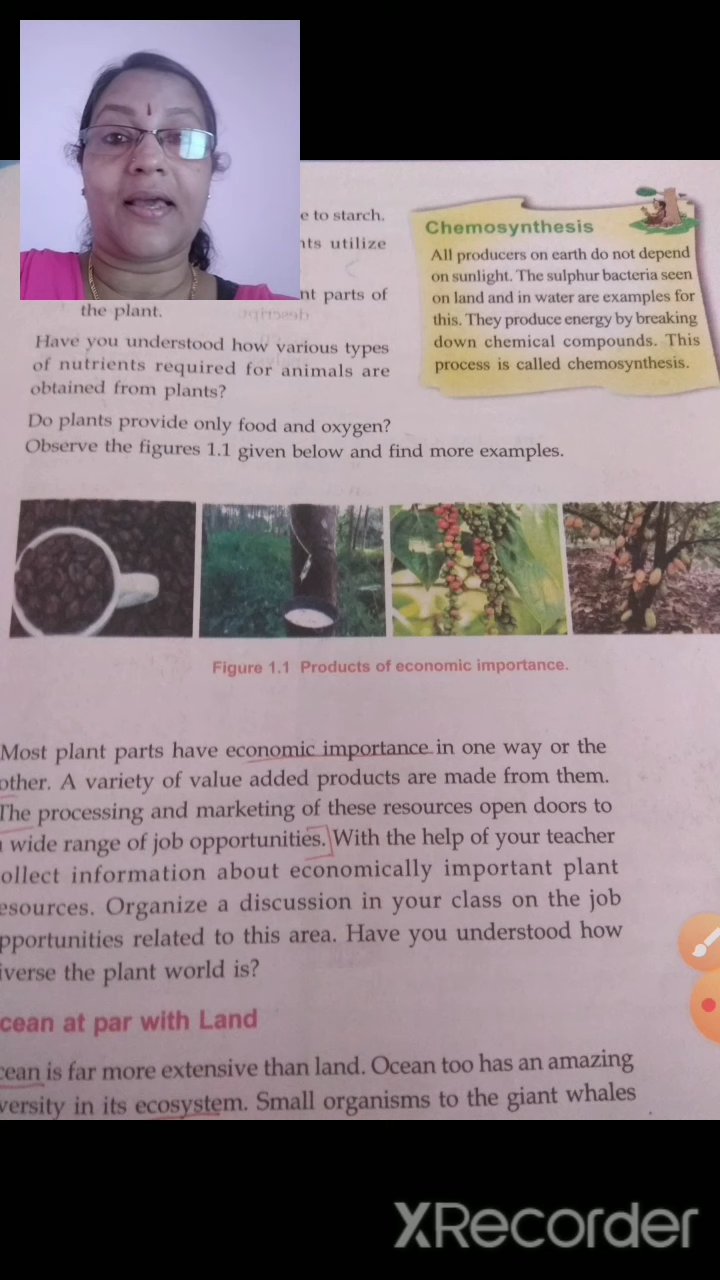 e to starch.
nts utilize
nt parts of
the plant.
Have you understood how various types
of nutrients required for animals are
obtained from plants?
Do plants provide only food and oxygen?
Observe the figures 1.1 given below and find more examples.
Chemosynthesis
All producers on earth do not depend
on sunlight. The sulphur bacteria seen
on land and in water are examples for
this. They produce energy by breaking
down chemical compounds. This
process is called chemosynthesis.
Figure 1.1 Products of economic importance.
Most plant parts have economic importance in one way or the
other. A variety of value added products are made from them.
The processing and marketing of these resources open doors to
wide range of job opportunities. With the help of your teacher
ollect information about economically important plant
esources. Organize a discussion in your class on the job
pportunities related to this area. Have you understood how
iverse the plant world is?
cean at par with Land
cean is far more extensive than land. Ocean too has an amazing
versity in its ecosystem. Small organisms to the giant whales
XRecorder